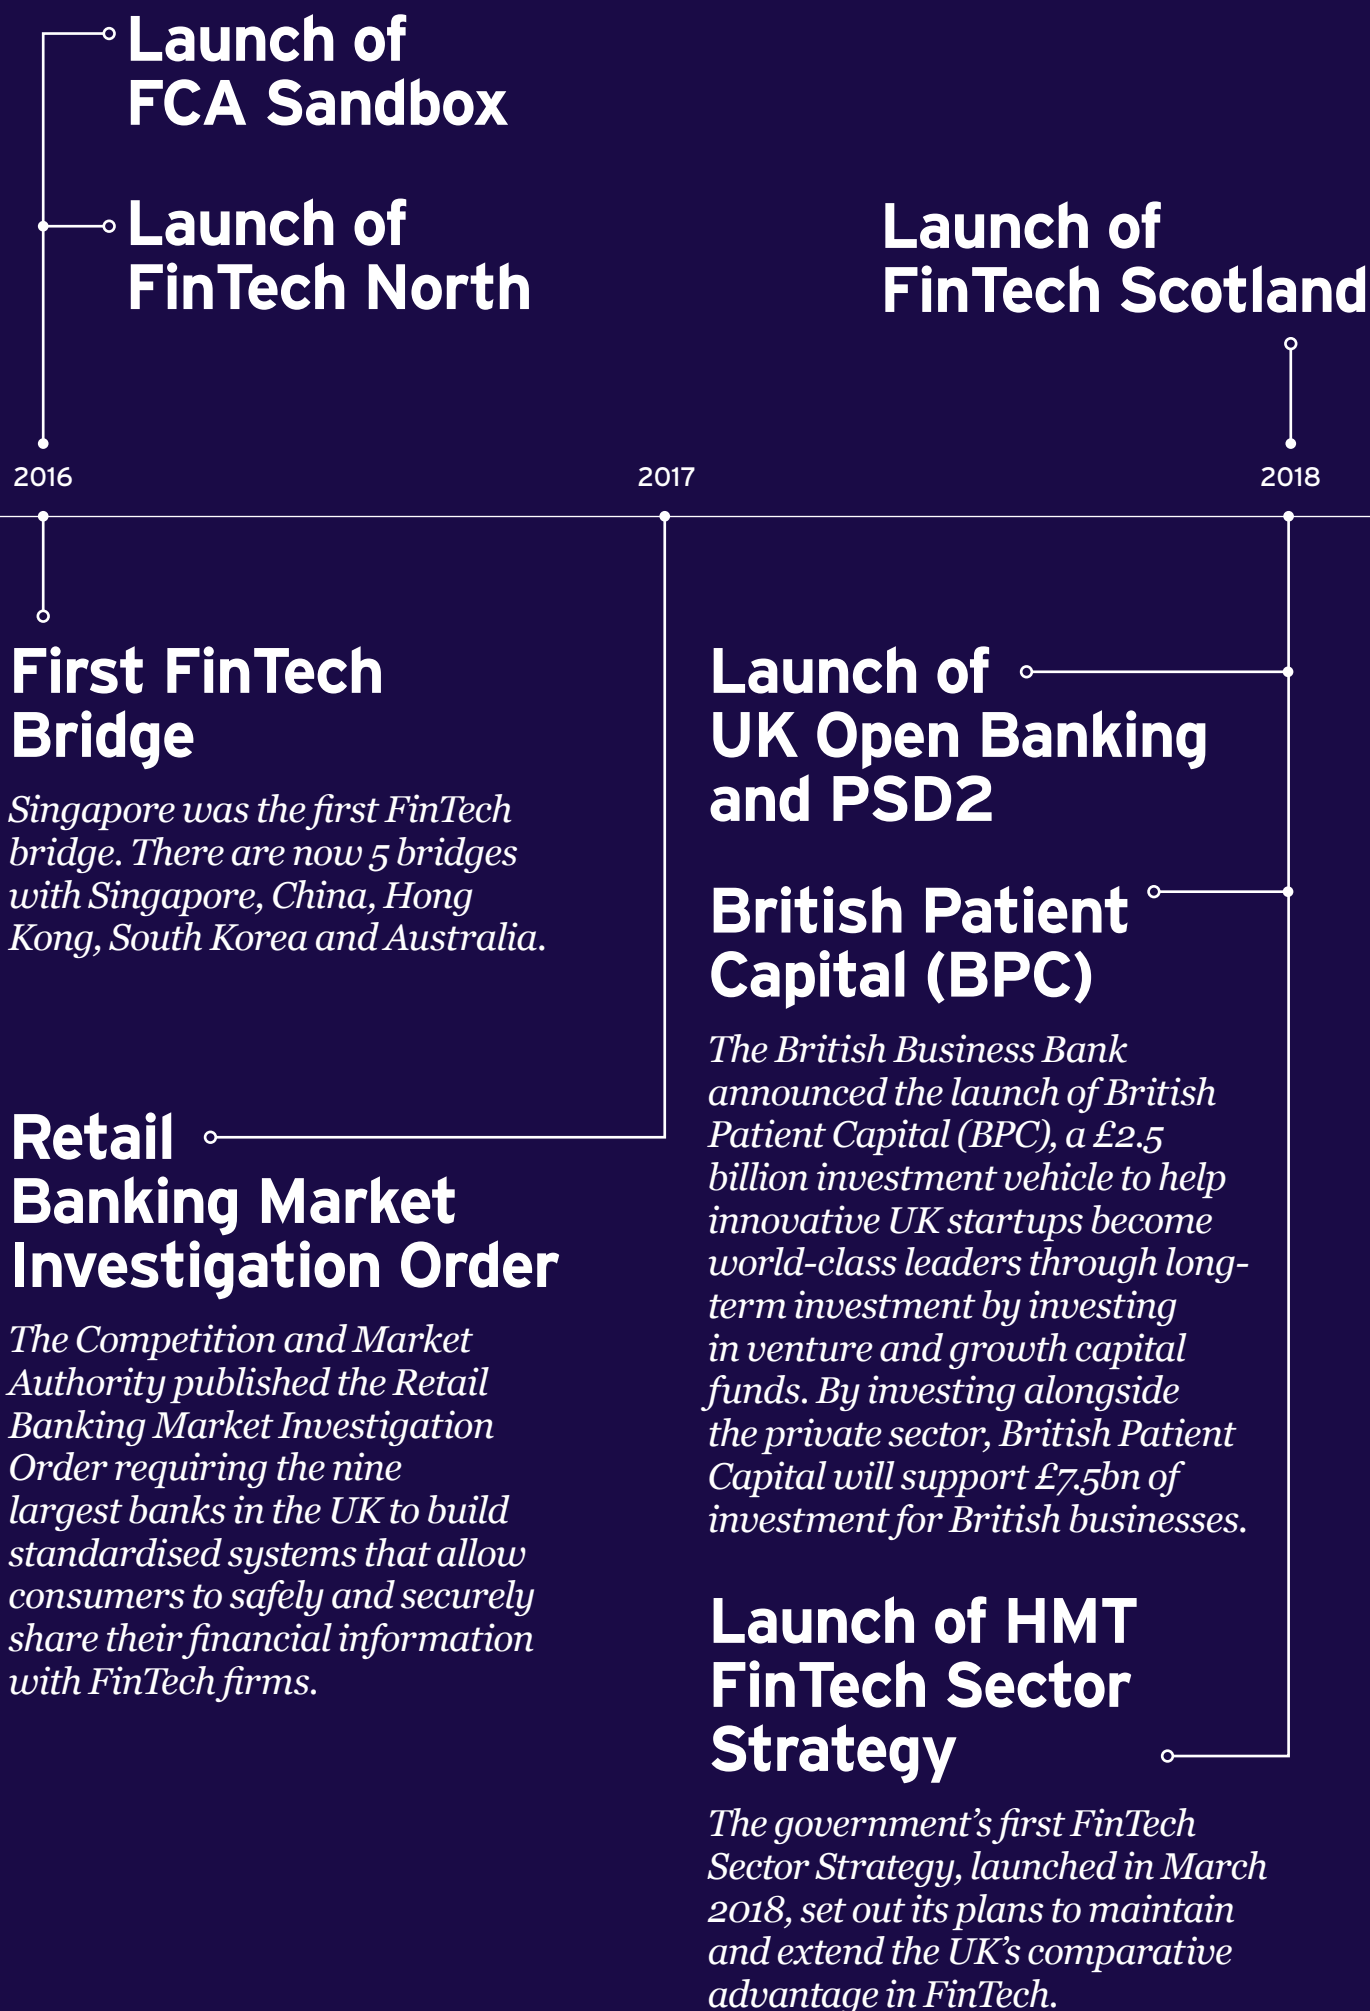 Launch of
FCA Sandbox
Launch of
FinTech North
Launch of
FinTech Scotland
2016
2017
2018
First FinTech
Bridge
Singapore was the first FinTech
bridge. There are now 5 bridges
with Singapore, China, Hong
Kong, South Korea and Australia.
Retail
Banking Market
Investigation Order
The Competition and Market
Authority published the Retail
Banking Market Investigation
Order requiring the nine
largest banks in the UK to build
standardised systems that allow
consumers to safely and securely
share their financial information
with FinTech firms.
Launch of
UK Open Banking
and PSD2
British Patient
Capital (BPC)
The British Business Bank
announced the launch of British
Patient Capital (BPC), a £2.5
billion investment vehicle to help
innovative UK startups become
world-class leaders through long-
term investment by investing
in venture and growth capital
funds. By investing alongside
the private sector, British Patient
Capital will support £7.5bn of
investment for British businesses.
Launch of HMT
FinTech Sector
Strategy
The government’s first FinTech
Sector Strategy, launched in March
2018, set out its plans to maintain
and extend the UK’s comparative
advantage in FinTech.